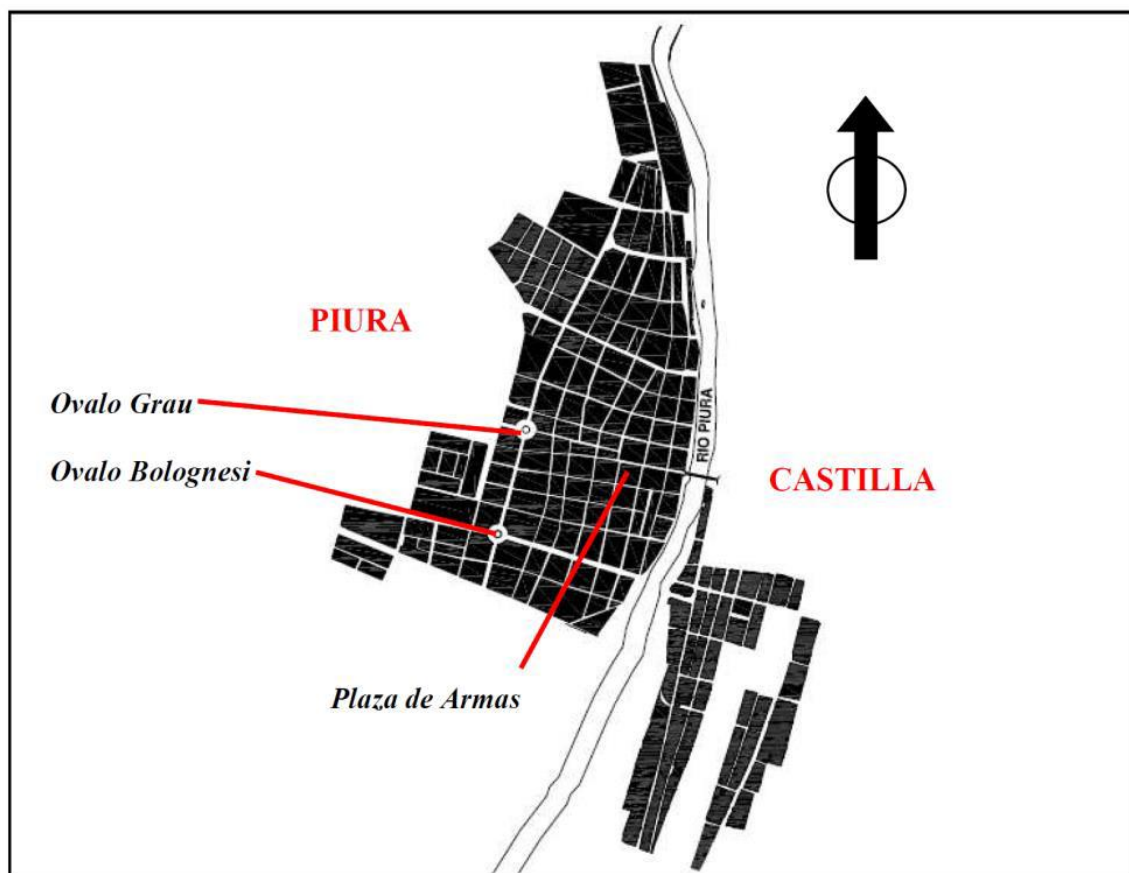 PIURA
Ovalo Grau
Ovalo Bolognesi
RIO PIURA
CASTILLA
Plaza de Armas